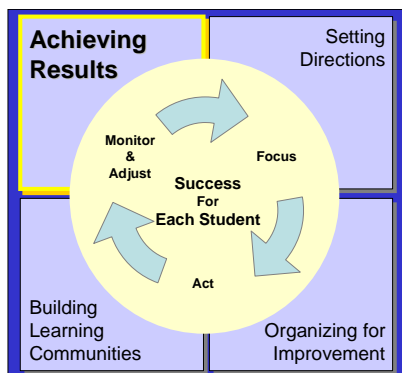 Achieving
Results
Setting
Directions
Monitor
&
Adjust
Focus
Success
For
Each Student
Act
Building
Learning
Communities
Organizing for
Improvement